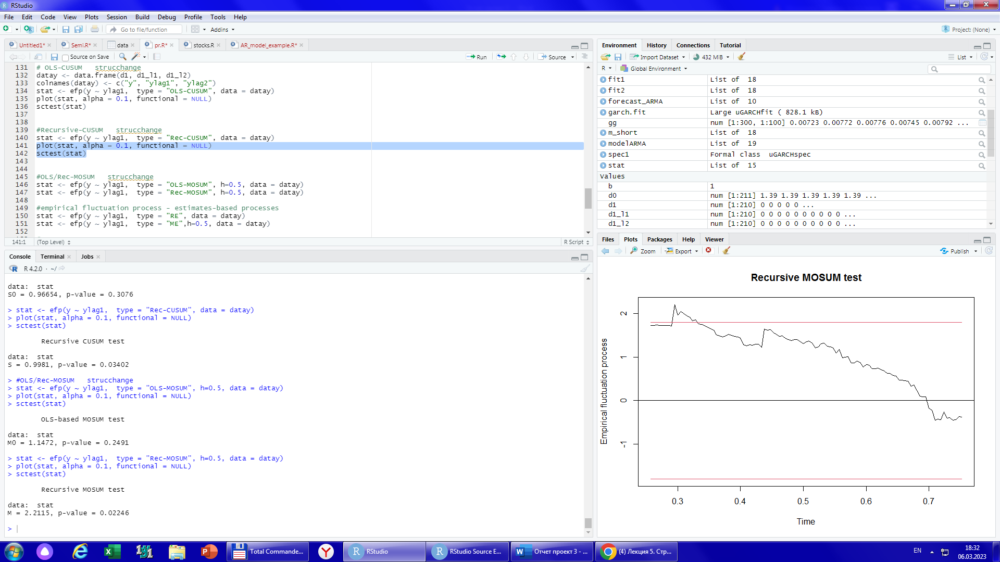 RStudio
File Edit Code View Plots Session Build Debug Profile Tools Help
Go to file/function Addins Project: (None)
Untitled1* Semi.R* data pr.R* stocks.R AR_model_example.R*
Source on Save Run Source
131 # OLS-CUSUM strucchange
132 datay <- data.frame(d1, d1_l1, d1_l2)
133 colnames(datay) <- c("y", "ylag1", "ylag2")
134 stat <- efp(y ~ ylag1, type = "OLS-CUSUM", data = datay)
135 plot(stat, alpha = 0.1, functional = NULL)
136 sctest(stat)
137
138
139 #Recursive-CUSUM strucchange
140 stat <- efp(y ~ ylag1, type = "Rec-CUSUM", data = datay)
141 plot(stat, alpha = 0.1, functional = NULL)
142 sctest(stat)
143
144
145 #OLS/Rec-MOSUM strucchange
146 stat <- efp(y ~ ylag1, type = "OLS-MOSUM", h=0.5, data = datay)
147 stat <- efp(y ~ ylag1, type = "Rec-MOSUM", h=0.5, data = datay)
148
149 #empirical fluctuation process - estimates-based processes
150 stat <- efp(y ~ ylag1, type = "RE", data = datay)
151 stat <- efp(y ~ ylag1, type = "ME",h=0.5, data = datay)
152
141:1 (Top Level) R Script
Console Terminal Jobs
R 4.2.0 · ~/
data: stat
S0 = 0.96654, p-value = 0.3076
> stat <- efp(y ~ ylag1, type = "Rec-CUSUM", data = datay)
> plot(stat, alpha = 0.1, functional = NULL)
> sctest(stat)
Recursive CUSUM test
data: stat
S = 0.9981, p-value = 0.03402
> #OLS/Rec-MOSUM strucchange
> stat <- efp(y ~ ylag1, type = "OLS-MOSUM", h=0.5, data = datay)
> plot(stat, alpha = 0.1, functional = NULL)
> sctest(stat)
OLS-based MOSUM test
data: stat
M0 = 1.1472, p-value = 0.2491
> stat <- efp(y ~ ylag1, type = "Rec-MOSUM", h=0.5, data = datay)
> plot(stat, alpha = 0.1, functional = NULL)
> sctest(stat)
Recursive MOSUM test
data: stat
M = 2.2115, p-value = 0.02246
>
Environment History Connections Tutorial
Import Dataset 432 MiB List
R Global Environment
fit1 List of 18
fit2 List of 18
forecast_ARMA List of 10
garch.fit Large uGARCHfit ( 828.1 kB)
gg num [1:300, 1:100] 0.00723 0.00772 0.00776 0.00745 0.00792 ...
m_short List of 18
modelARMA List of 19
spec1 Formal class uGARCHspec
stat List of 15
Values
b 1
d0 num [1:211] 1.39 1.39 1.39 1.39 1.39 ...
d1 num [1:210] 0 0 0 0 0 ...
d1_l1 num [1:210] 0 0 0 0 0 0 0 0 0 0 ...
d1_l2 num [1:210] 0 0 0 0 0 0 0 0 0 0 ...
Files Plots Packages Help Viewer
Zoom Export Publish
Recursive MOSUM test
Empirical fluctuation process
2
1
0
-1
0.3 0.4 0.5 0.6 0.7
Time
Total Commande... RStudio RStudio Source E... Отчет проект 3 - ... (4) Лекция 5. Стр... EN 18:32
06.03.2023